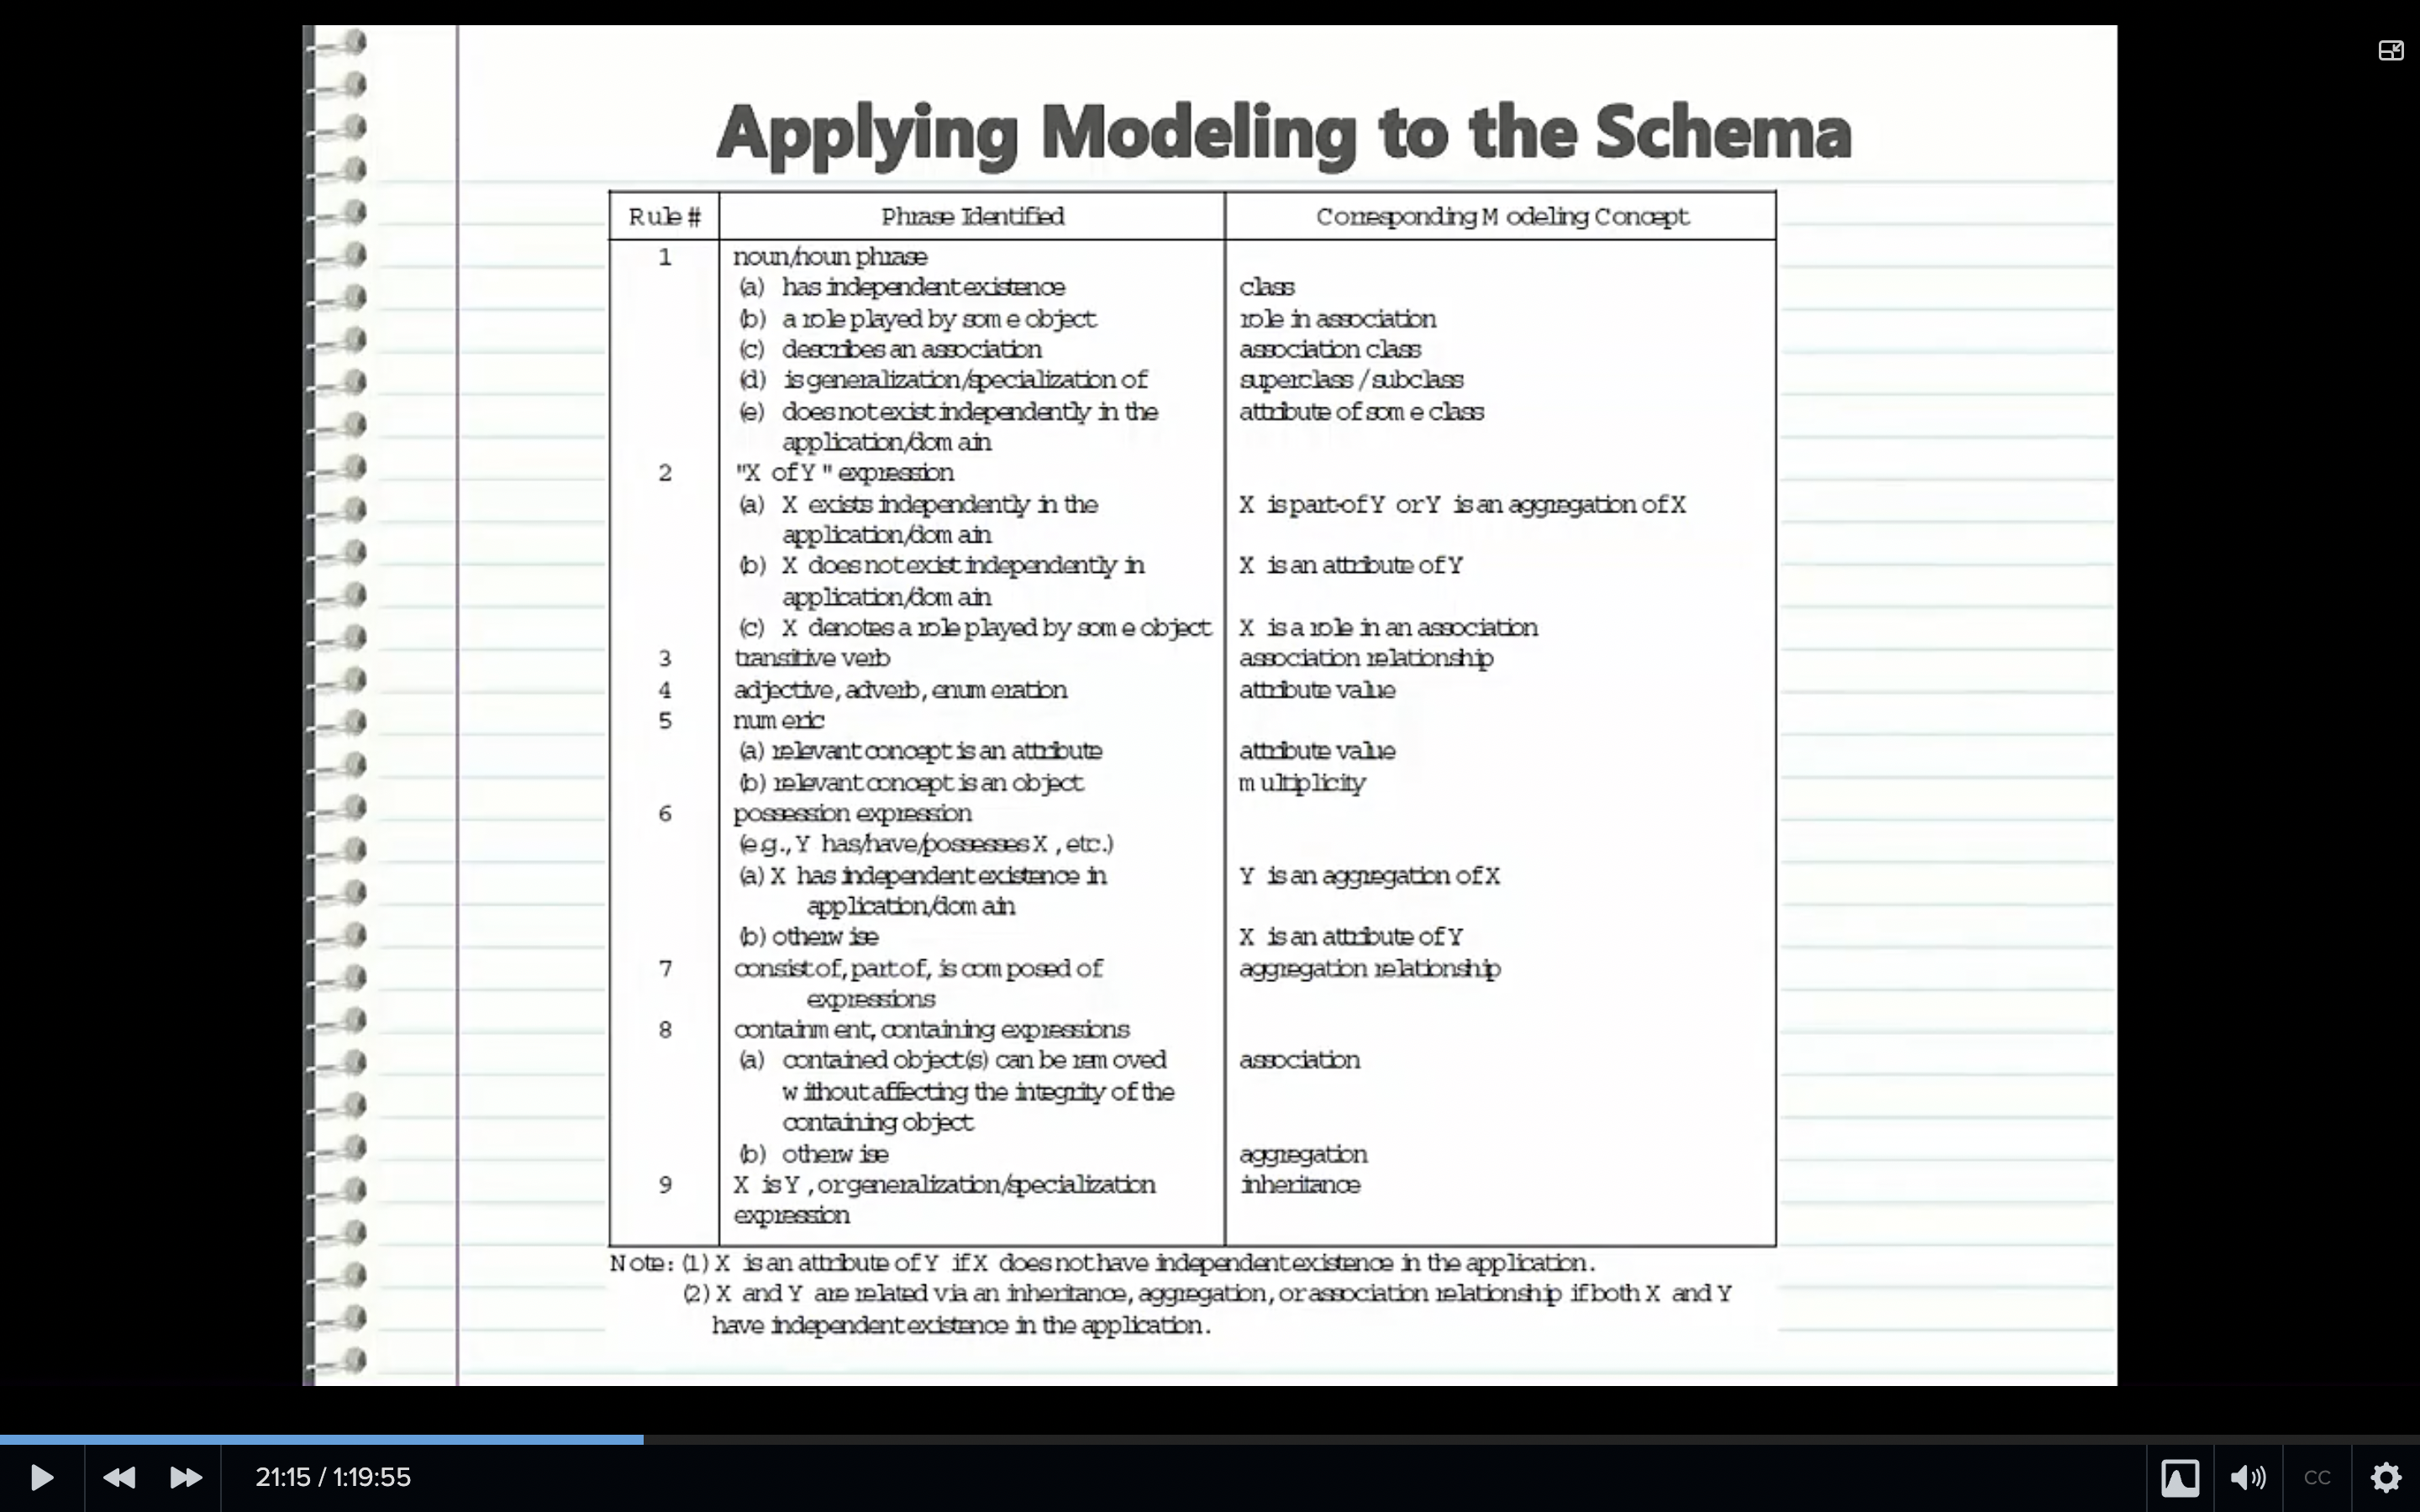 Applying Modeling to the Schema
Rule # Phrase Identified Corresponding Modeling Concept
1 noun/noun phrase
(a) has independent existence class
(b) a role played by some object role in association
(c) describes an association association class
(d) is generalization/specialization of superclass / subclass
(e) does not exist independently in the attribute of some class
application/domain
2 "X of Y" expression
(a) X exists independently in the X is part-of Y or Y is an aggregation of X
application/domain
(b) X does not exist independently in X is an attribute of Y
application/domain
(c) X denotes a role played by some object X is a role in an association
3 transitive verb association relationship
4 adjective, adverb, enumeration attribute value
5 numeric
(a) relevant concept is an attribute attribute value
(b) relevant concept is an object multiplicity
6 possession expression
(e.g., Y has/have/possesses X, etc.)
(a) X has independent existence in Y is an aggregation of X
application/domain
(b) otherwise X is an attribute of Y
7 consist of, part of, is composed of aggregation relationship
expressions
8 containment, containing expressions
(a) contained object(s) can be removed association
without affecting the integrity of the
containing object
(b) otherwise aggregation
9 X is Y, or generalization/specialization inheritance
expression
Note: (1) X is an attribute of Y if X does not have independent existence in the application.
(2) X and Y are related via an inheritance, aggregation, or association relationship if both X and Y
have independent existence in the application.
21:15 / 1:19:55
CC